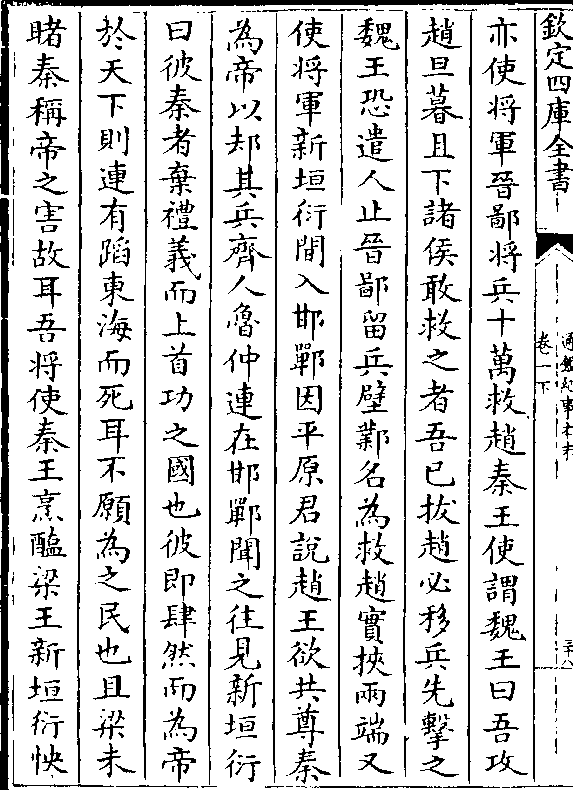 欽定四庫全書
通鑑紀事本末
卷一下
亦使將軍晉鄙將兵十萬救趙秦王使謂魏王曰吾攻
趙旦暮且下諸侯敢救之者吾已拔趙必移兵先擊之
魏王恐遣人止晉鄙留兵壁鄴名為救趙實挾兩端又
使將軍新垣衍間入邯鄲因平原君說趙王欲共尊秦
為帝以却其兵齊人魯仲連在邯鄲聞之往見新垣衍
曰彼秦者棄禮義而上首功之國也彼即肆然而為帝
於天下則連有蹈東海而死耳不願為之民也且梁未
睹秦稱帝之害故耳吾將使秦王烹醢梁王新垣衍怏